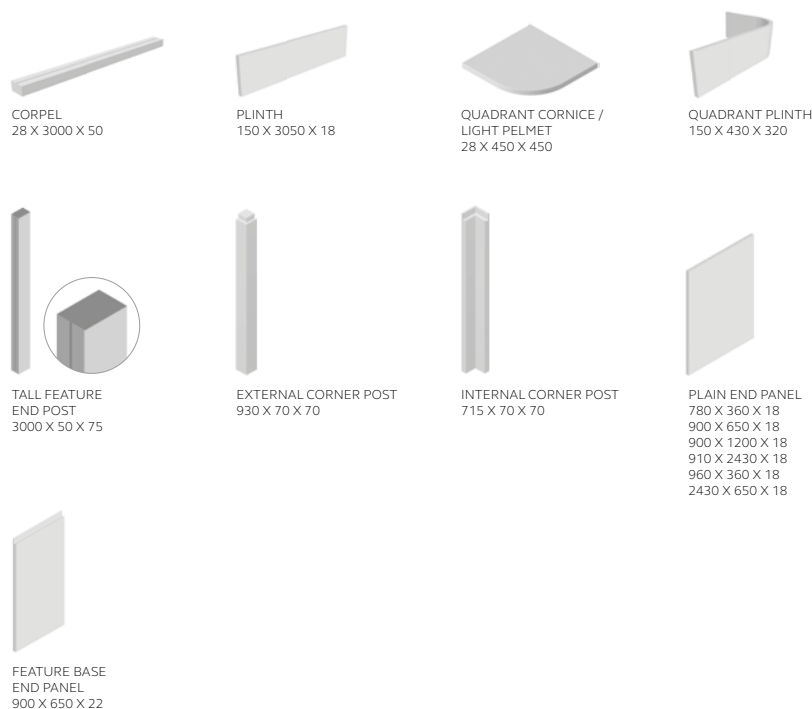 CORPEL
28 X 3000 X 50
PLINTH
150 X 3050 X 18
QUADRANT CORNICE /
LIGHT PELMET
28 X 450 X 450
QUADRANT PLINTH
150 X 430 X 320
TALL FEATURE
END POST
3000 X 50 X 75
EXTERNAL CORNER POST
930 X 70 X 70
INTERNAL CORNER POST
715 X 70 X 70
PLAIN END PANEL
780 X 360 X 18
900 X 650 X 18
900 X 1200 X 18
910 X 2430 X 18
960 X 360 X 18
2430 X 650 X 18
FEATURE BASE
END PANEL
900 X 650 X 22